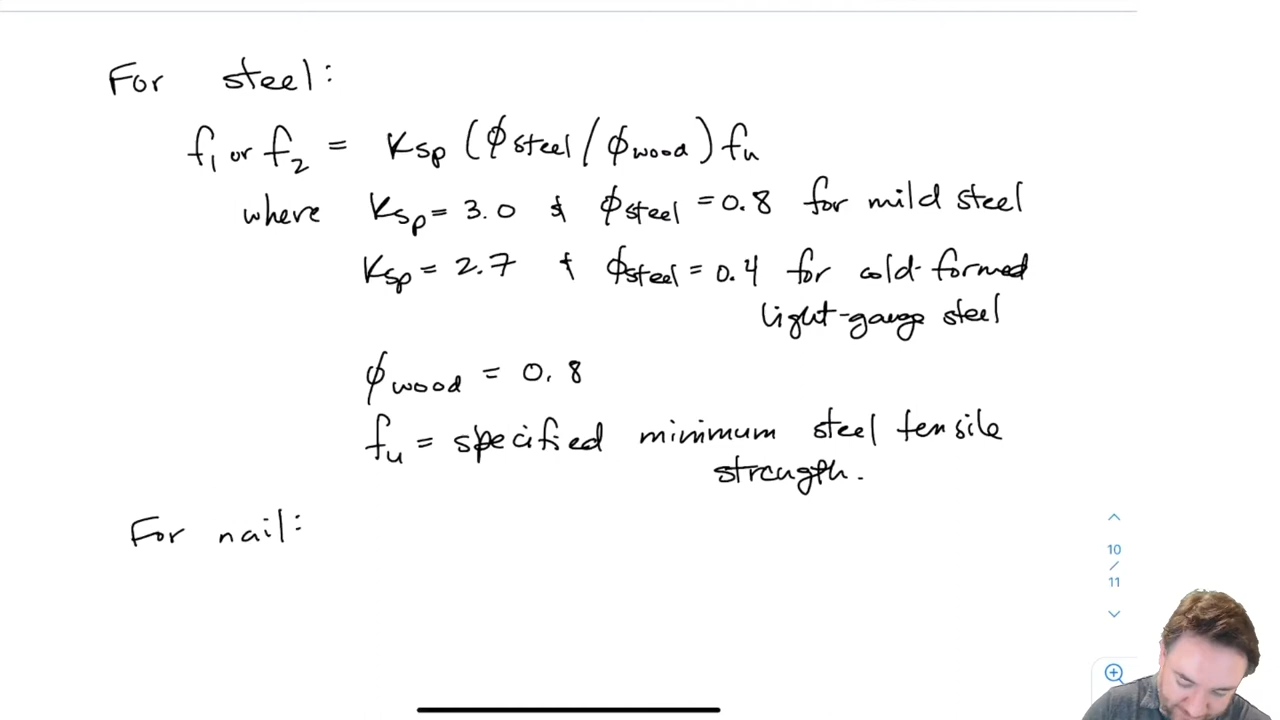 For steel:
f₁ or f₂ = Ksp (ϕsteel / ϕwood) fu
where Ksp = 3.0 & ϕsteel = 0.8 for mild steel
Ksp = 2.7 & ϕsteel = 0.4 for cold-formed
light-gauge steel
ϕwood = 0.8
fu = specified minimum steel tensile
strength.
For nail:
10
/
11